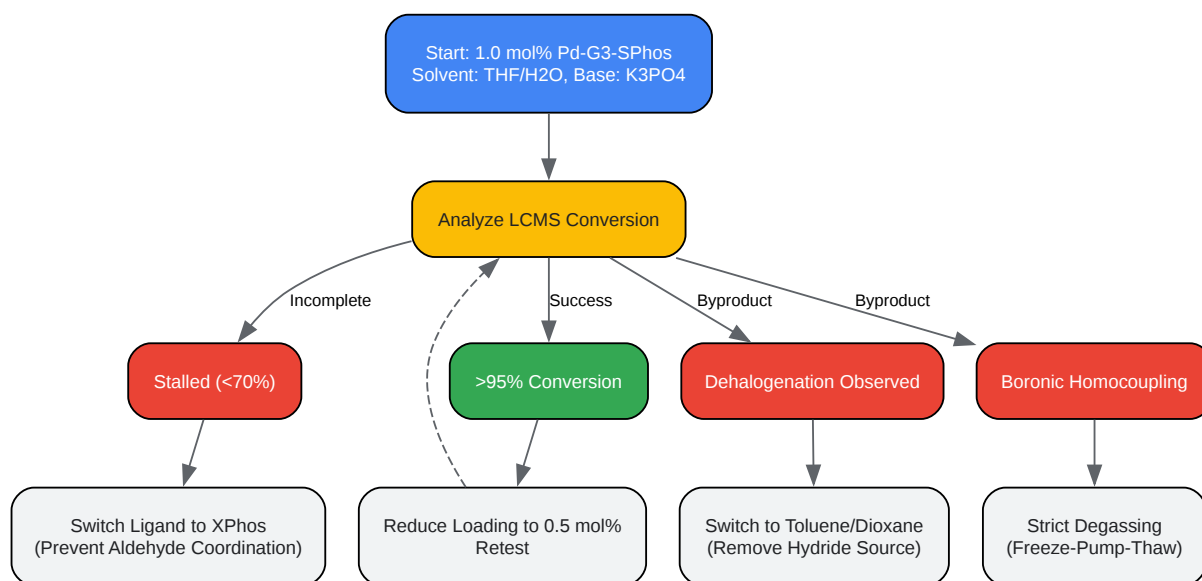 Start: 1.0 mol% Pd-G3-SPhos
Solvent: THF/H2O, Base: K3PO4
Analyze LCMS Conversion
Incomplete
Success
Byproduct
Byproduct
Stalled (<70%)
>95% Conversion
Dehalogenation Observed
Boronic Homocoupling
Switch Ligand to XPhos
(Prevent Aldehyde Coordination)
Reduce Loading to 0.5 mol%
Retest
Switch to Toluene/Dioxane
(Remove Hydride Source)
Strict Degassing
(Freeze-Pump-Thaw)